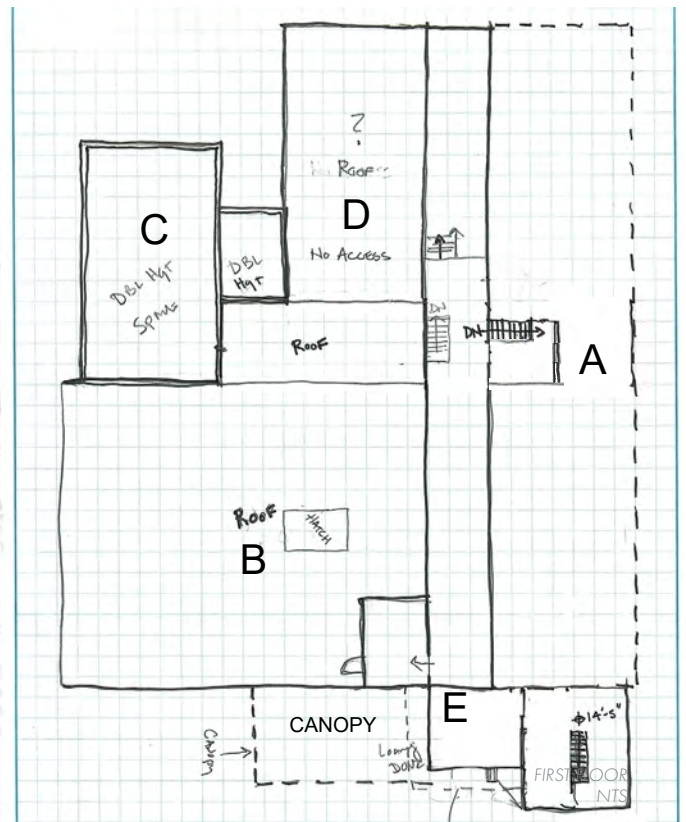 ?
ROOF
C
D
DBL HGT
SPACE
DBL
HGT
NO ACCESS
DN
A
ROOF
ROOF
HATCH
B
CANOPY
E
CANOPY
14'-5"
DONE
FIRST FLOOR
NTS